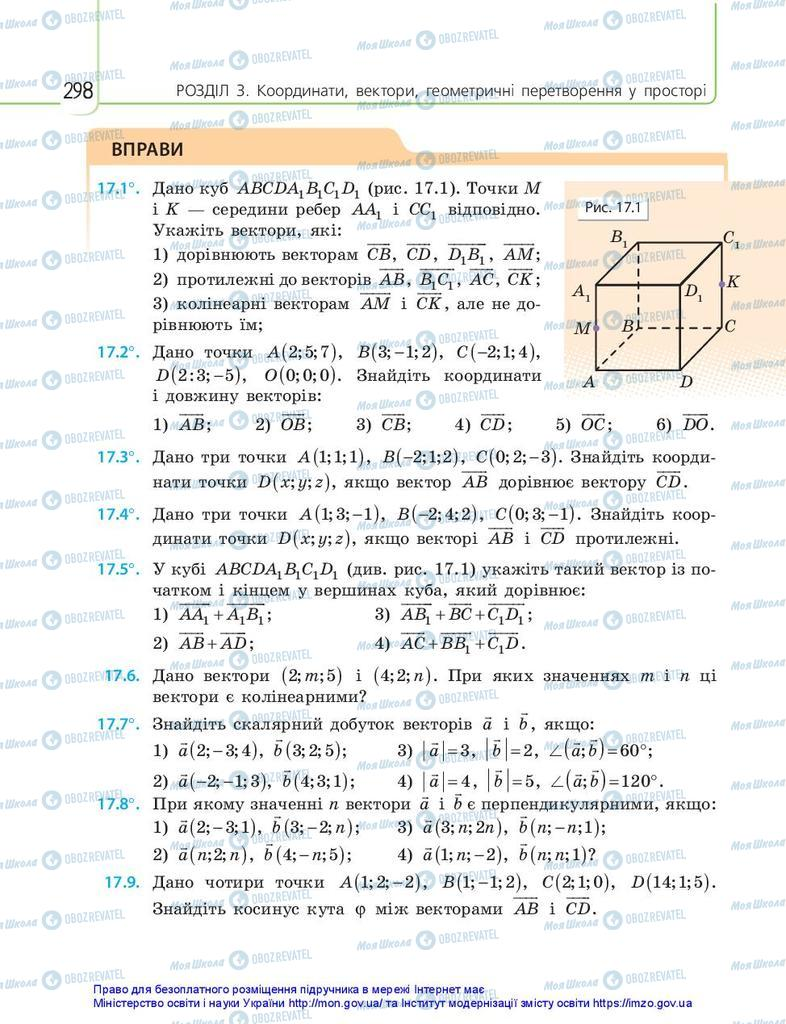 298
РОЗДІЛ 3. Координати, вектори, геометричні перетворення у просторі
ВПРАВИ
17.1°. Дано куб ABCDA₁B₁C₁D₁ (рис. 17.1). Точки M
і K — середини ребер AA₁ і CC₁ відповідно.
Укажіть вектори, які:
1) дорівнюють векторам CB, CD, D₁B₁, AM;
2) протилежні до векторів AB, B₁C₁, AC, CK;
3) колінеарні векторам AM і CK, але не до-
рівнюють їм;
Рис. 17.1
B₁ C₁
A₁ D₁ K
M B C
A D
17.2°. Дано точки A(2;5;7), B(3;−1;2), C(−2;1;4),
D(2:3;−5), O(0;0;0). Знайдіть координати
і довжину векторів:
1) AB; 2) OB; 3) CB; 4) CD; 5) OC; 6) DO.
17.3°. Дано три точки A(1;1;1), B(−2;1;2), C(0;2;−3). Знайдіть коорди-
нати точки D(x;y;z), якщо вектор AB дорівнює вектору CD.
17.4°. Дано три точки A(1;3;−1), B(−2;4;2), C(0;3;−1). Знайдіть коор-
динати точки D(x;y;z), якщо векторі AB і CD протилежні.
17.5°. У кубі ABCDA₁B₁C₁D₁ (див. рис. 17.1) укажіть такий вектор із по-
чатком і кінцем у вершинах куба, який дорівнює:
1) AA₁+A₁B₁; 3) AB₁+BC+C₁D₁;
2) AB+AD; 4) AC+BB₁+C₁D.
17.6. Дано вектори (2;m;5) і (4;2;n). При яких значеннях m і n ці
вектори є колінеарними?
17.7°. Знайдіть скалярний добуток векторів a і b, якщо:
1) a(2;−3;4), b(3;2;5); 3) |a|=3, |b|=2, ∠(a;b)=60°;
2) a(−2;−1;3), b(4;3;1); 4) |a|=4, |b|=5, ∠(a;b)=120°.
17.8°. При якому значенні n вектори a і b є перпендикулярними, якщо:
1) a(2;−3;1), b(3;−2;n); 3) a(3;n;2n), b(n;−n;1);
2) a(n;2;n), b(4;−n;5); 4) a(1;n;−2), b(n;n;1)?
17.9. Дано чотири точки A(1;2;−2), B(1;−1;2), C(2;1;0), D(14;1;5).
Знайдіть косинус кута φ між векторами AB і CD.
Право для безоплатного розміщення підручника в мережі Інтернет має
Міністерство освіти і науки України http://mon.gov.ua/ та Інститут модернізації змісту освіти https://imzo.gov.ua
МОЯ ШКОЛА OBOZREVATEL